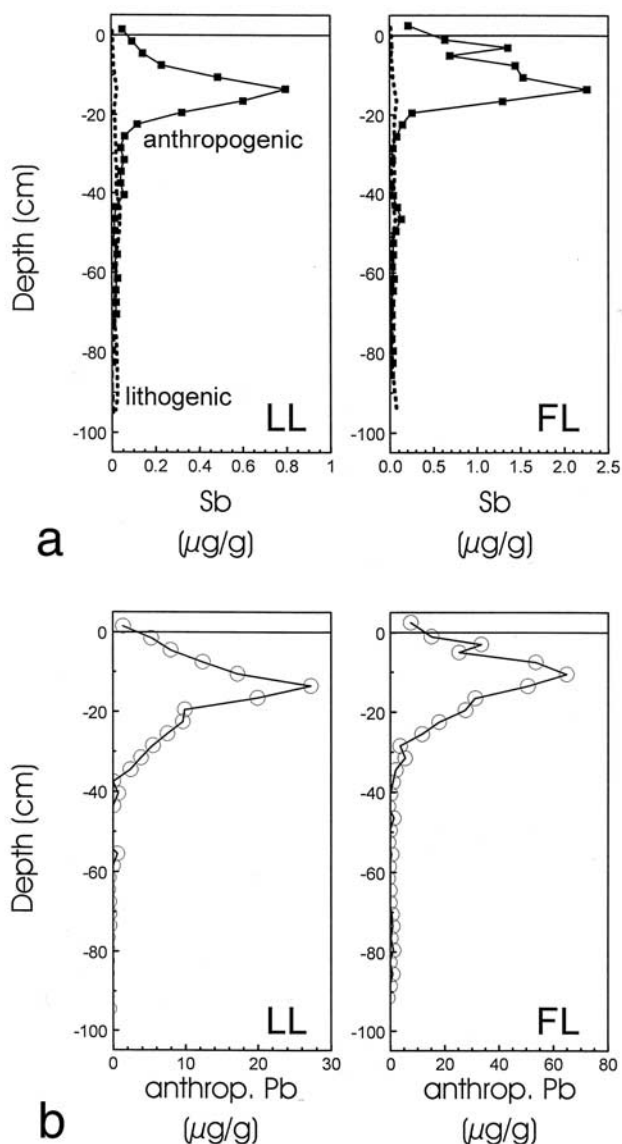 0
-20
-40
-60
-80
-100
Depth (cm)
anthropogenic
lithogenic
LL
0 0.2 0.4 0.6 0.8 1
Sb
(µg/g)
0
-20
-40
-60
-80
-100
FL
0.0 0.5 1.0 1.5 2.0 2.5
Sb
(µg/g)
a
0
-20
-40
-60
-80
-100
Depth (cm)
LL
0 10 20 30
anthrop. Pb
(µg/g)
0
-20
-40
-60
-80
-100
FL
0 20 40 60 80
anthrop. Pb
(µg/g)
b